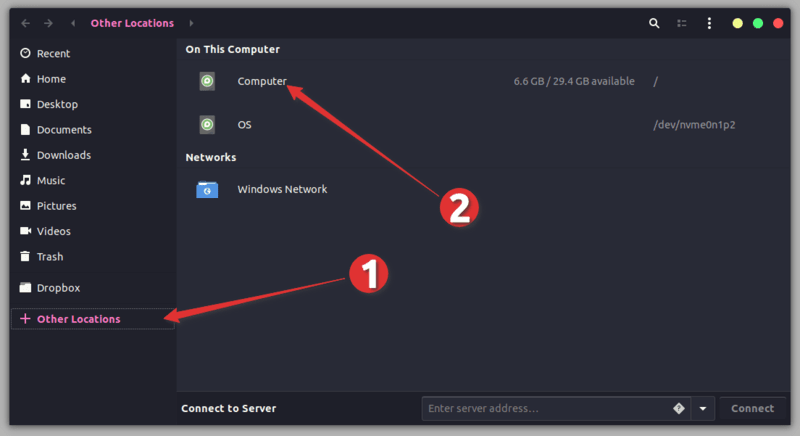 Other Locations
Recent
Home
Desktop
Documents
Downloads
Music
Pictures
Videos
Trash
Dropbox
Other Locations
On This Computer
Computer 6.6 GB / 29.4 GB available /
OS /dev/nvme0n1p2
Networks
Windows Network
2
1
Connect to Server Enter server address... Connect